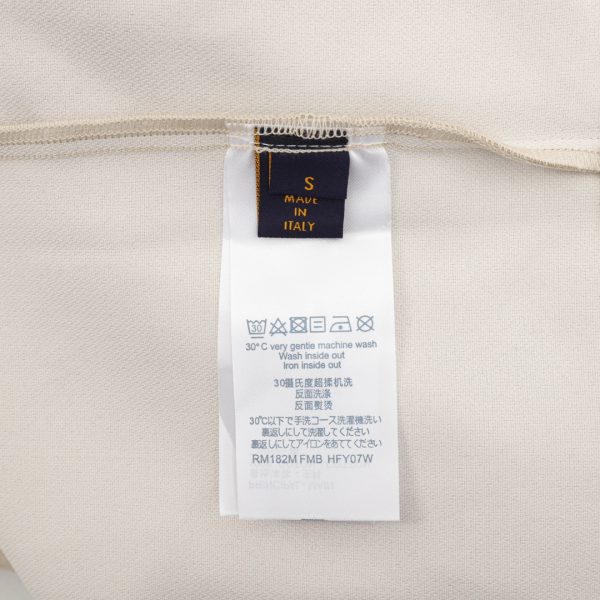 S
MADE
IN
ITALY
30
30°C very gentle machine wash
Wash inside out
Iron inside out
30摄氏度超柔机洗
反面洗涤
反面熨烫
30℃以下で手洗コース洗濯機洗い
裏返しにして洗濯してください
裏返しにしてアイロンをあててください
RM182M FMB HFY07W